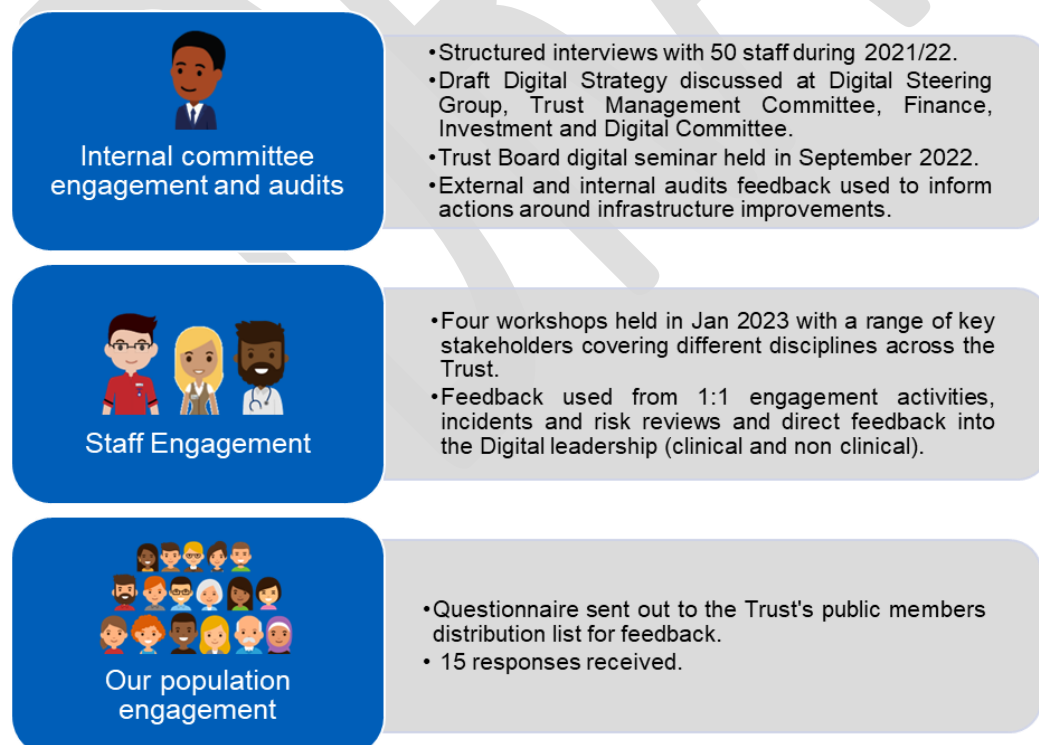 Internal committee
engagement and audits
•Structured interviews with 50 staff during 2021/22.
•Draft Digital Strategy discussed at Digital Steering
Group, Trust Management Committee, Finance,
Investment and Digital Committee.
•Trust Board digital seminar held in September 2022.
•External and internal audits feedback used to inform
actions around infrastructure improvements.
Staff Engagement
•Four workshops held in Jan 2023 with a range of key
stakeholders covering different disciplines across the
Trust.
•Feedback used from 1:1 engagement activities,
incidents and risk reviews and direct feedback into
the Digital leadership (clinical and non clinical).
Our population
engagement
•Questionnaire sent out to the Trust's public members
distribution list for feedback.
• 15 responses received.